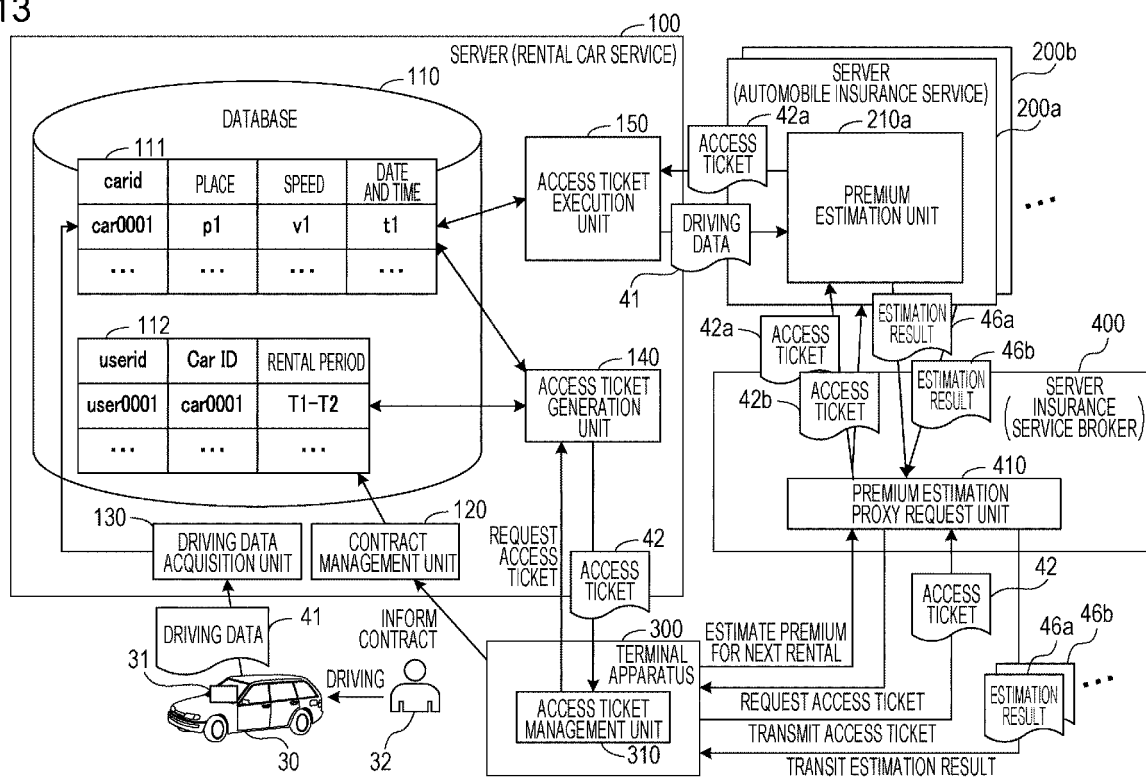 13
100
SERVER (RENTAL CAR SERVICE)
110
DATABASE
111
carid PLACE SPEED DATE AND TIME
car0001 p1 v1 t1
... ... ... ...
112
userid Car ID RENTAL PERIOD
user0001 car0001 T1-T2
... ... ...
150
ACCESS TICKET
EXECUTION
UNIT
140
ACCESS TICKET
GENERATION
UNIT
130
DRIVING DATA
ACQUISITION UNIT
120
CONTRACT
MANAGEMENT UNIT
REQUEST
ACCESS
TICKET
42
ACCESS
TICKET
200b
200a
SERVER
(AUTOMOBILE INSURANCE SERVICE)
42a
ACCESS
TICKET
210a
PREMIUM
ESTIMATION UNIT
DRIVING
DATA
41
...
42a
ACCESS
TICKET
42b
ACCESS
TICKET
ESTIMATION
RESULT
46a
ESTIMATION
RESULT
46b
400
SERVER
INSURANCE
(SERVICE BROKER)
410
PREMIUM ESTIMATION
PROXY REQUEST UNIT
41
DRIVING DATA
31
30
DRIVING
32
INFORM
CONTRACT
300
TERMINAL
APPARATUS
ACCESS TICKET
MANAGEMENT UNIT
310
ESTIMATE PREMIUM
FOR NEXT RENTAL
REQUEST ACCESS TICKET
TRANSMIT ACCESS TICKET
TRANSIT ESTIMATION RESULT
42
ACCESS
TICKET
46a
46b
ESTIMATION
RESULT
...